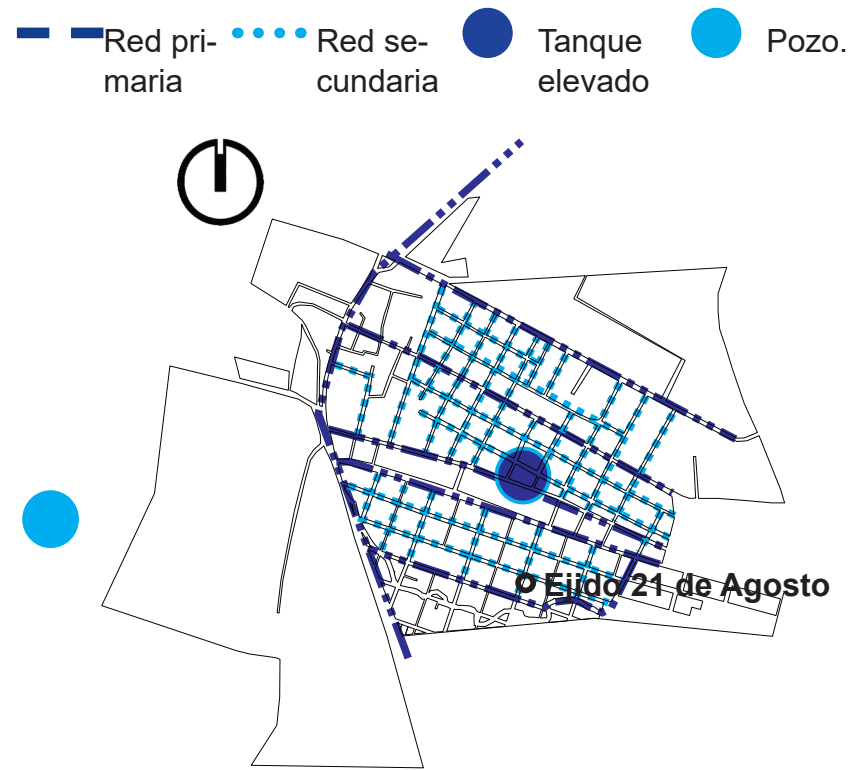 Red pri-
maria
Red se-
cundaria
Tanque
elevado
Pozo.
Ejido 21 de Agosto